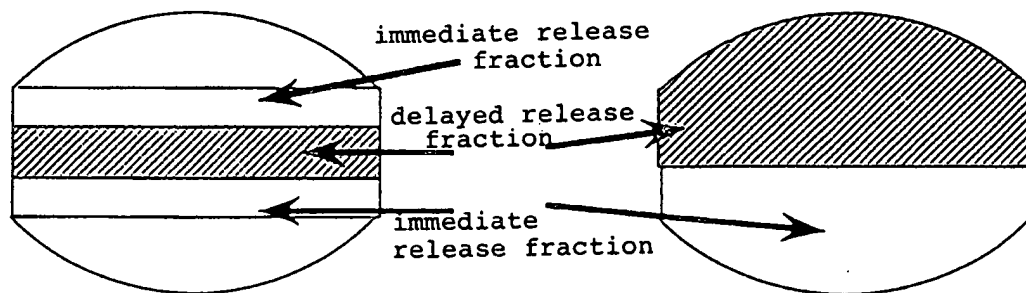 immediate release
fraction
delayed release
fraction
immediate
release fraction